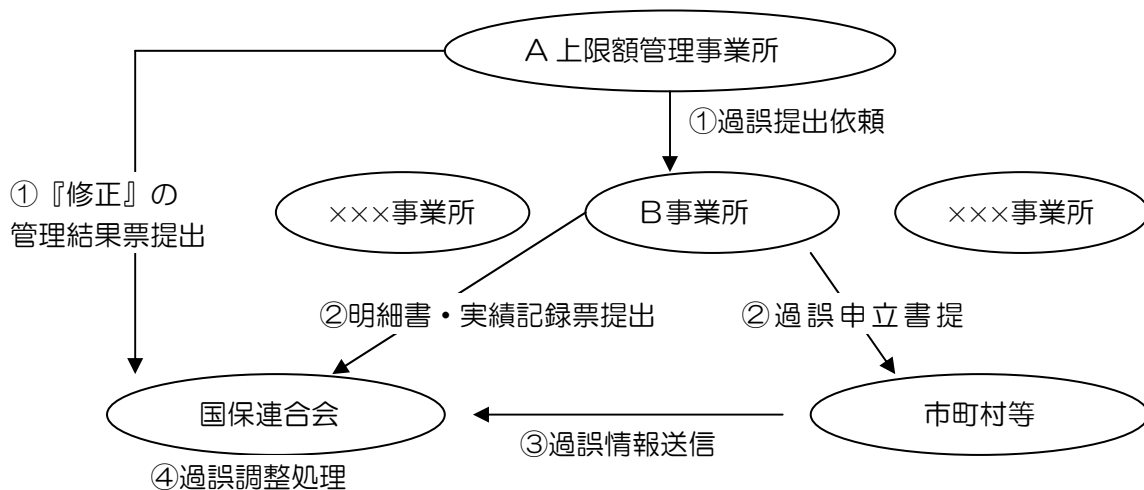 A 上限額管理事業所
①過誤提出依頼
①『修正』の
管理結果票提出
×××事業所
B事業所
×××事業所
②明細書・実績記録票提出
②過誤申立書提
国保連合会
市町村等
③過誤情報送信
④過誤調整処理